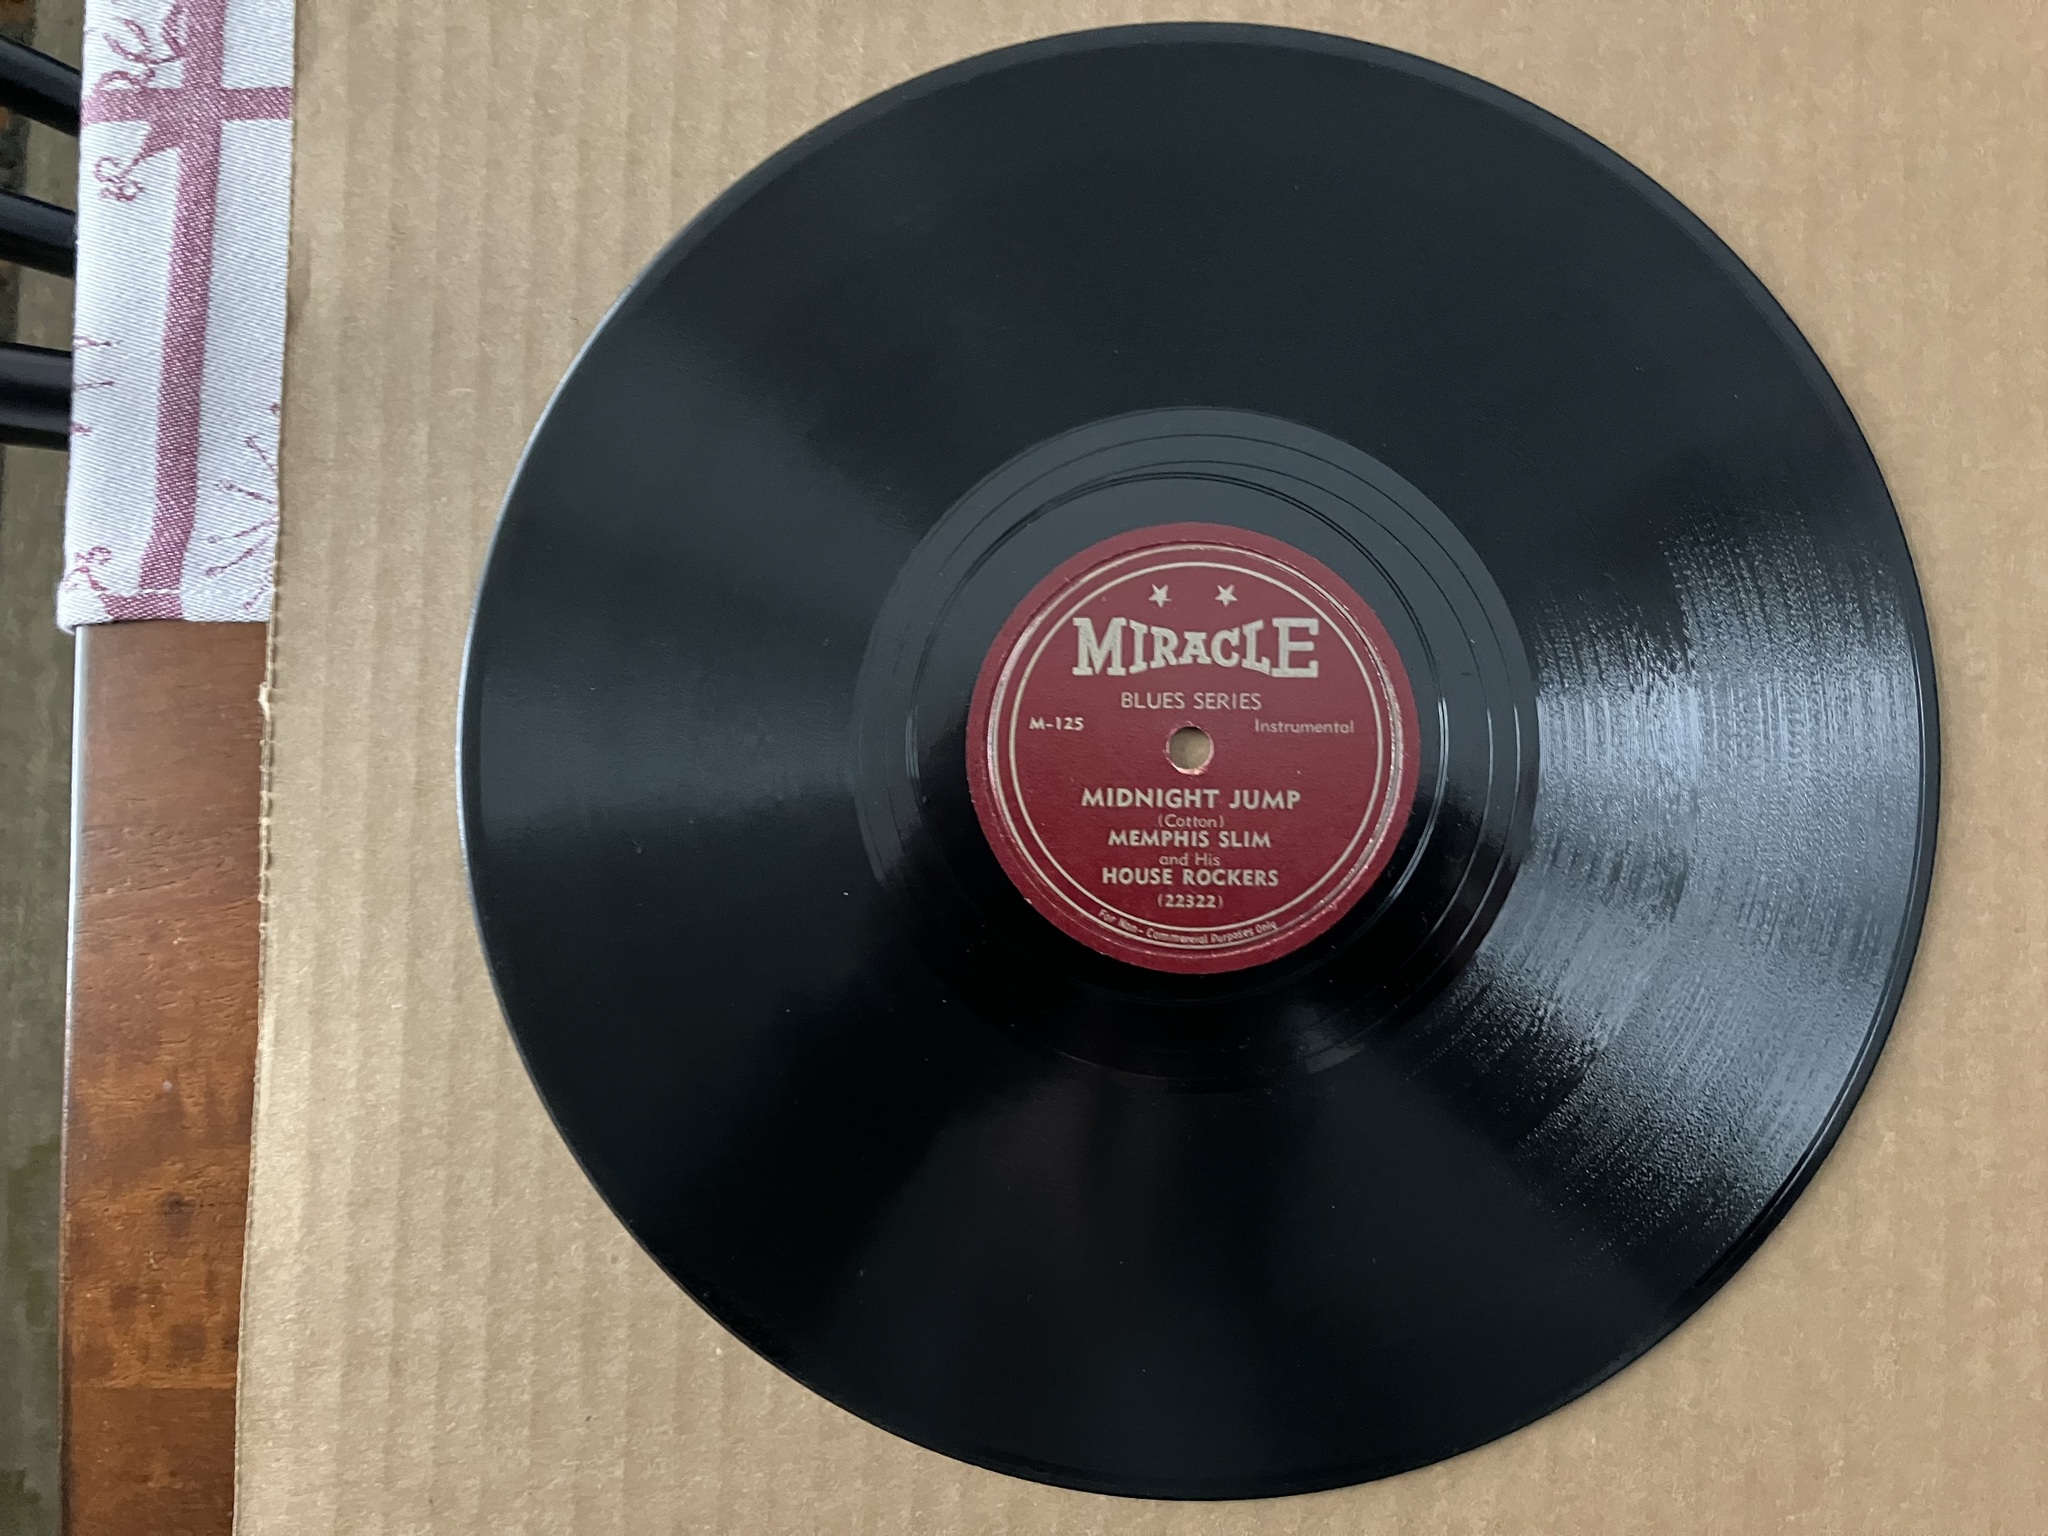 MIRACLE
BLUES SERIES
M-125 Instrumental
MIDNIGHT JUMP
(Cotton)
MEMPHIS SLIM
and His
HOUSE ROCKERS
(22322)
For Non - Commercial Purposes Only